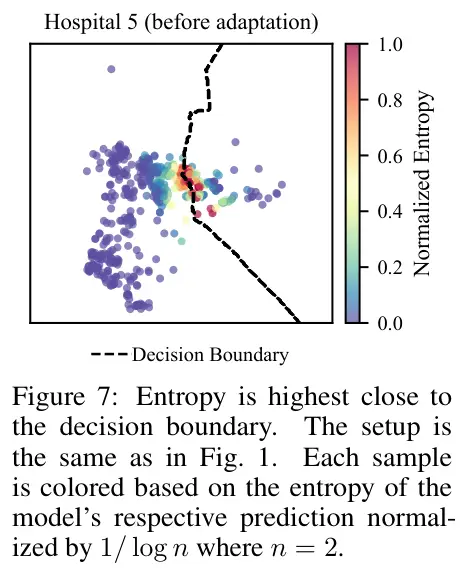 Hospital 5 (before adaptation)
1.0
0.8
0.6
0.4
0.2
0.0
Normalized Entropy
Decision Boundary
Figure 7: Entropy is highest close to
the decision boundary. The setup is
the same as in Fig. 1. Each sample
is colored based on the entropy of the
model's respective prediction normal-
ized by 1/ log n where n = 2.